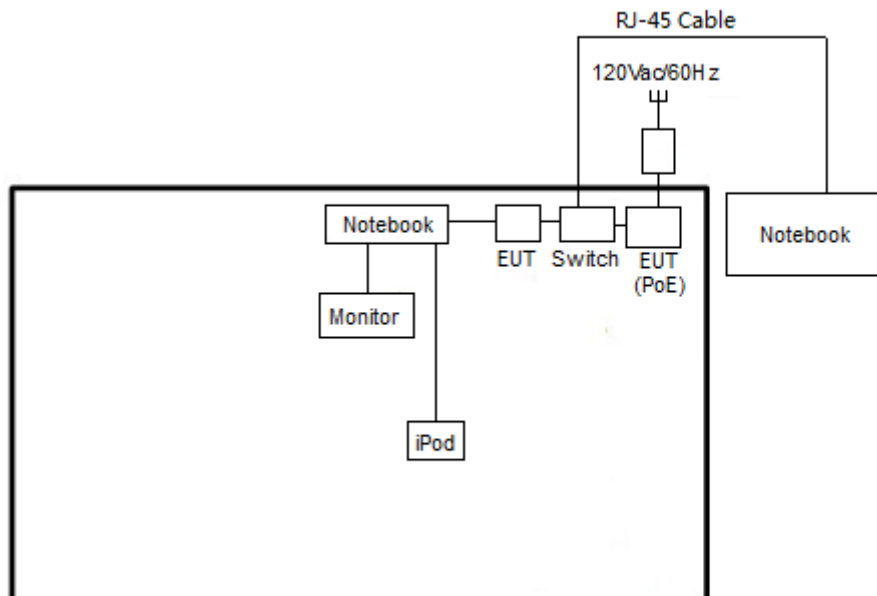 RJ-45 Cable
120Vac/60Hz
Notebook
Notebook
EUT
Switch
EUT
(PoE)
Monitor
iPod